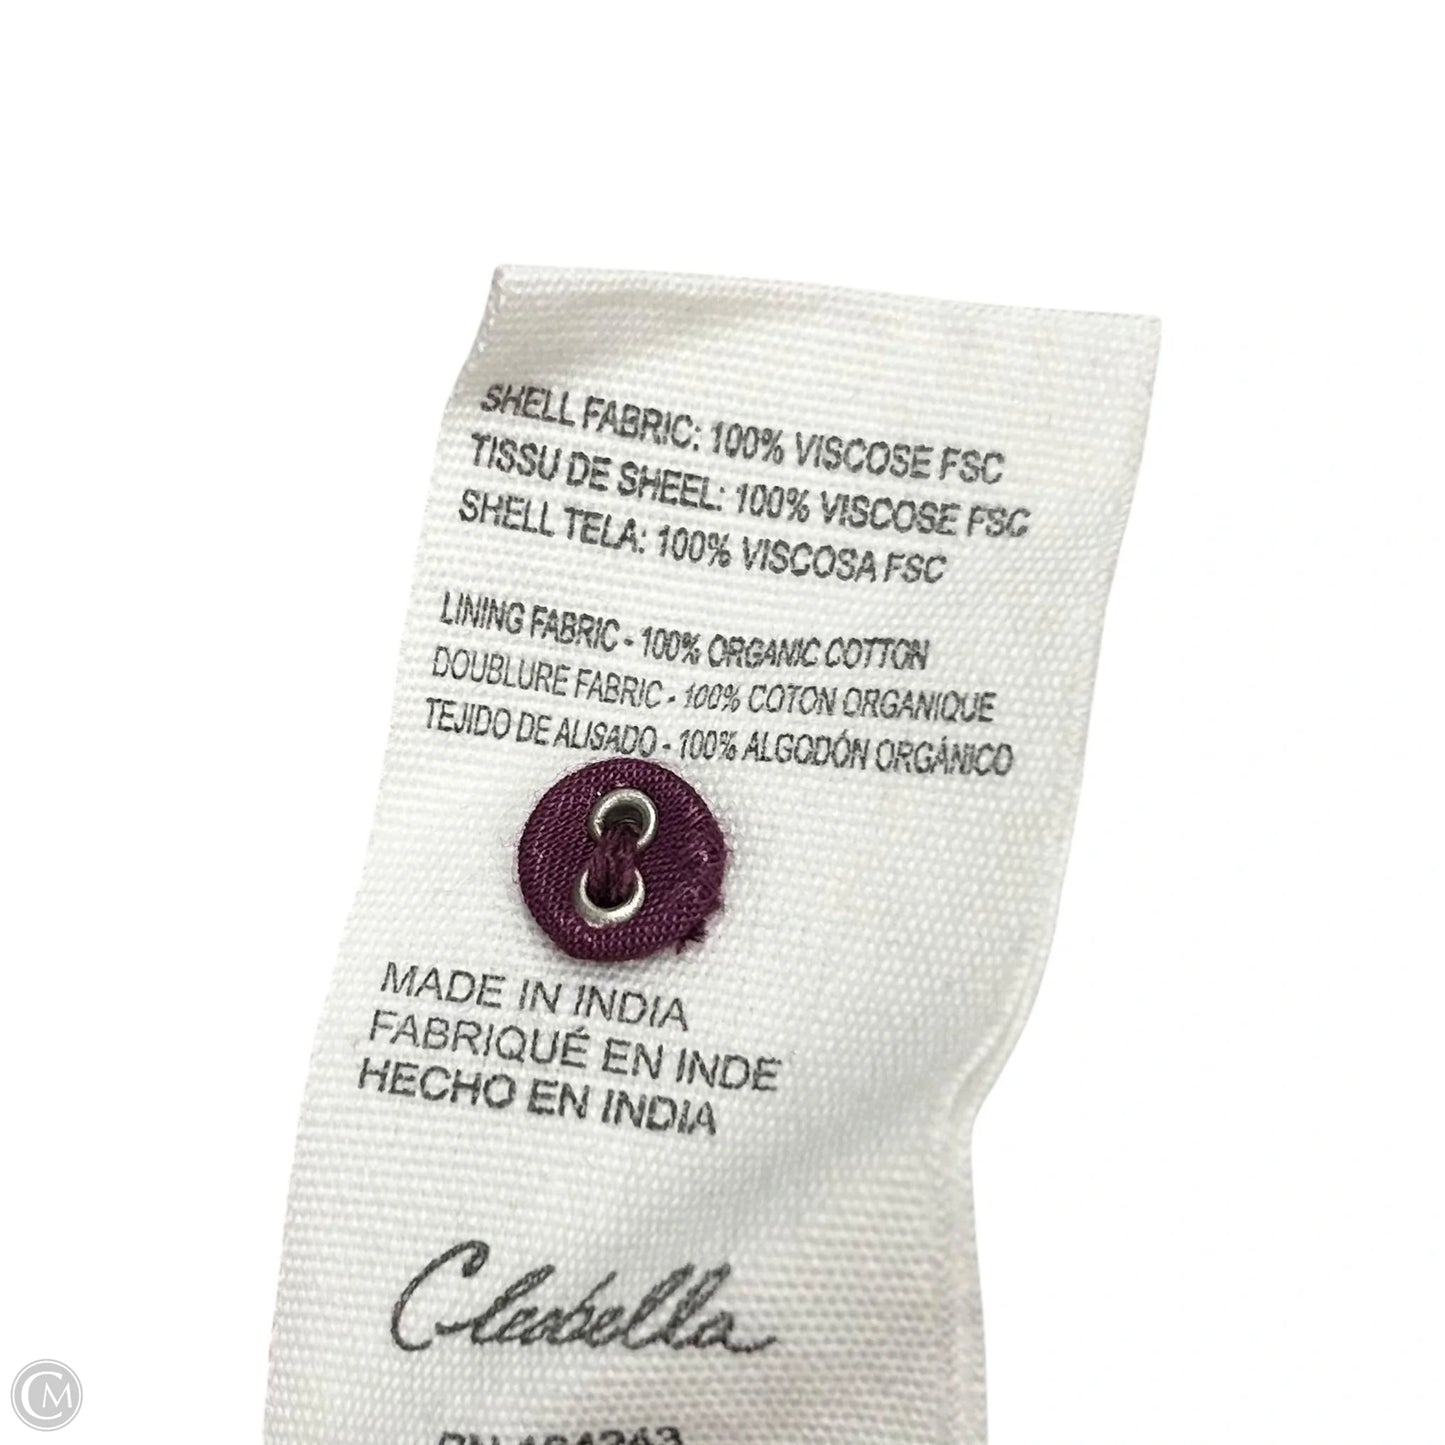 SHELL FABRIC: 100% VISCOSE FSC
TISSU DE SHEEL: 100% VISCOSE FSC
SHELL TELA: 100% VISCOSA FSC
LINING FABRIC - 100% ORGANIC COTTON
DOUBLURE FABRIC - 100% COTON ORGANIQUE
TEJIDO DE ALISADO - 100% ALGODÓN ORGÁNICO
MADE IN INDIA
FABRIQUÉ EN INDE
HECHO EN INDIA
Cleobella
CM